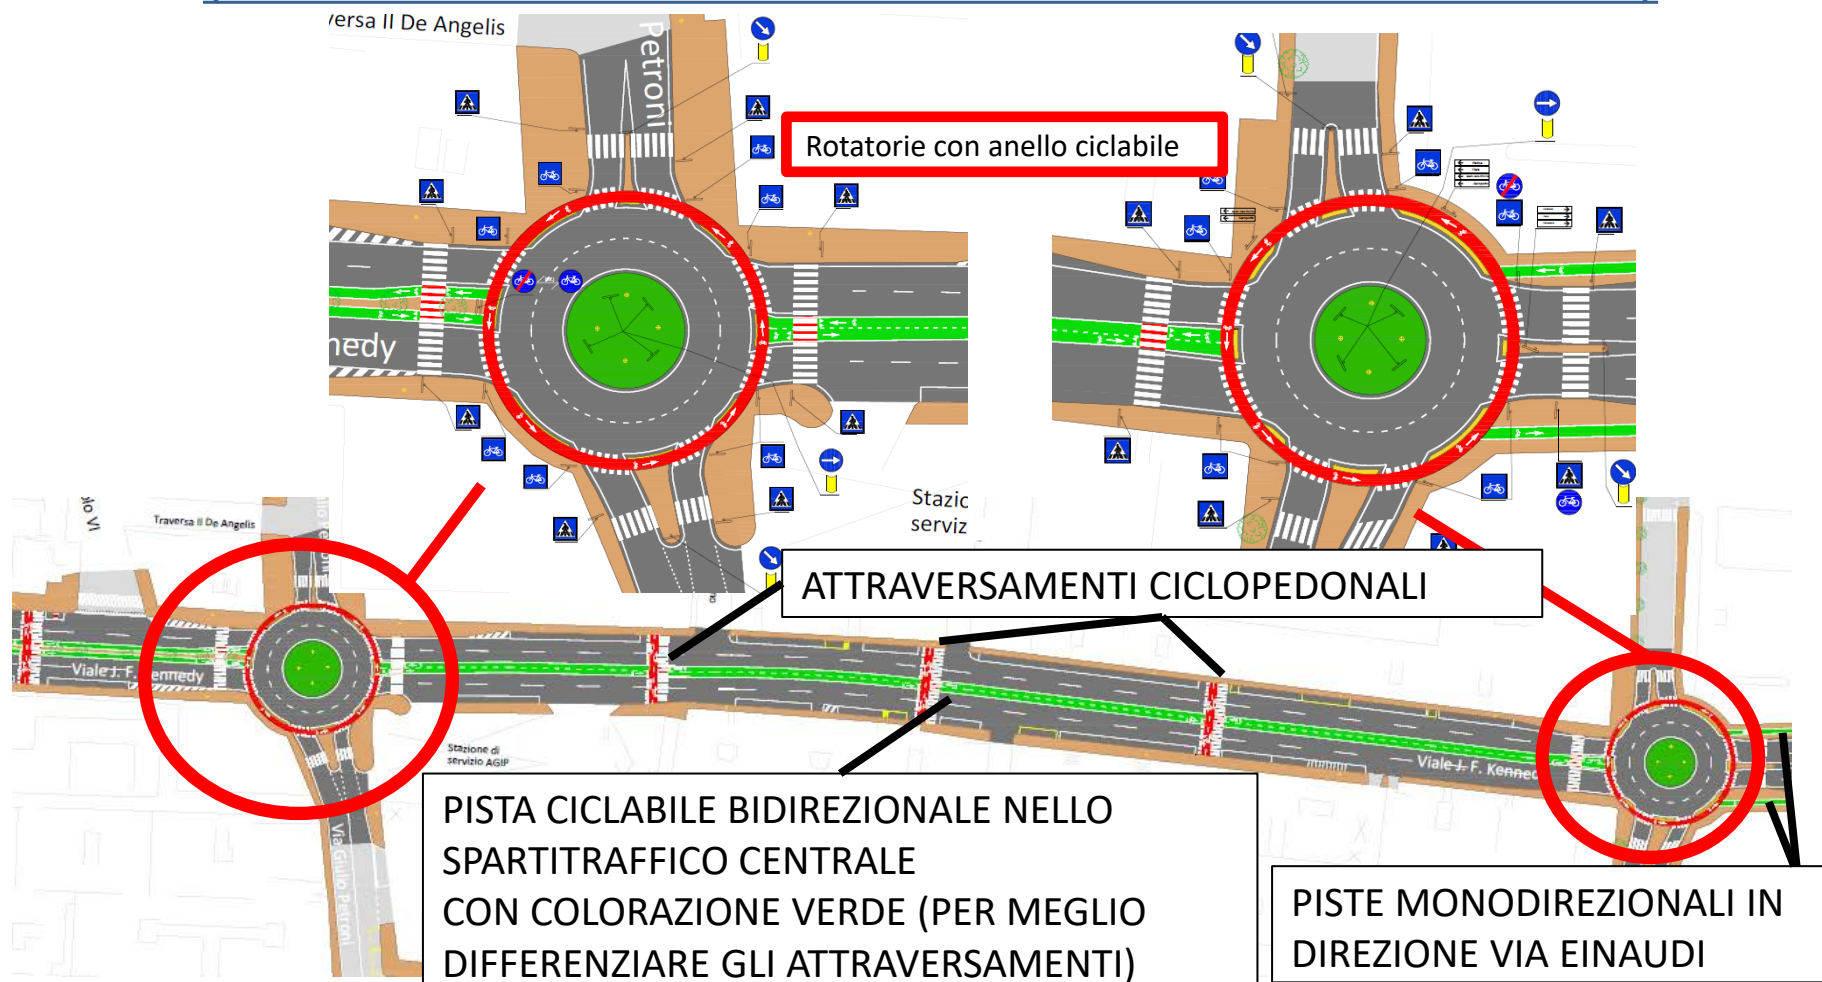 versa II De Angelis
Petroni
Rotatorie con anello ciclabile
nedy
Stazio
serviz
ATTRAVERSAMENTI CICLOPEDONALI
Traversa II De Angelis
Viale J. F. Kennedy
Stazione di
servizio AGIP
Viale J. F. Kenne
Via Giulio Petroni
PISTA CICLABILE BIDIREZIONALE NELLO
SPARTITRAFFICO CENTRALE
CON COLORAZIONE VERDE (PER MEGLIO
DIFFERENZIARE GLI ATTRAVERSAMENTI)
PISTE MONODIREZIONALI IN
DIREZIONE VIA EINAUDI